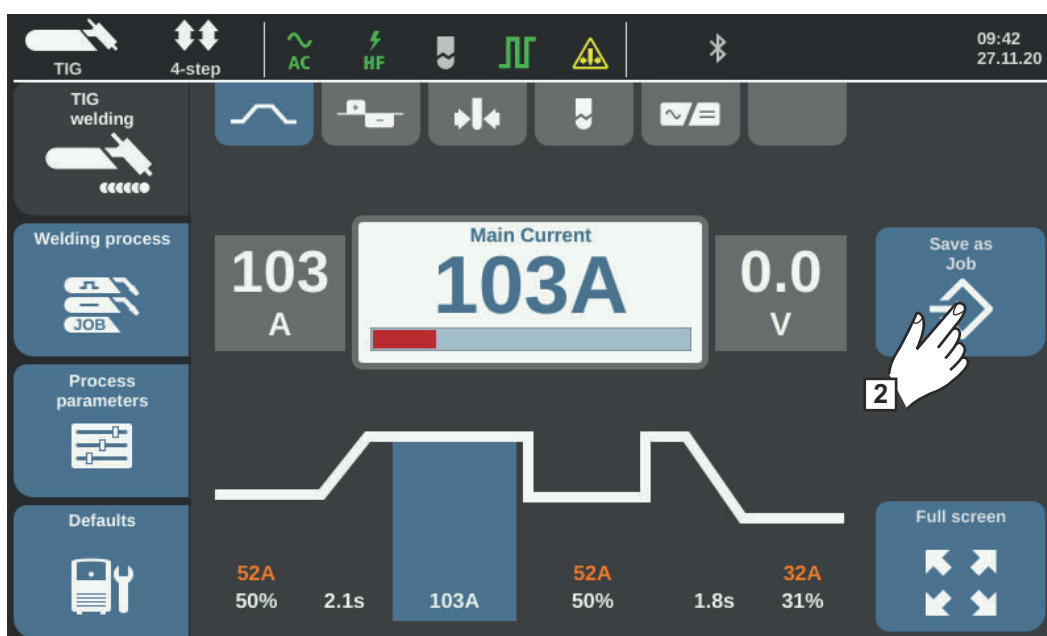 TIG
4-step
AC
HF
09:42
27.11.20
TIG
welding
Welding process
JOB
Process
parameters
Defaults
103
A
Main Current
103A
0.0
V
Save as
Job
2
Full screen
52A
50%
2.1s
103A
52A
50%
1.8s
32A
31%